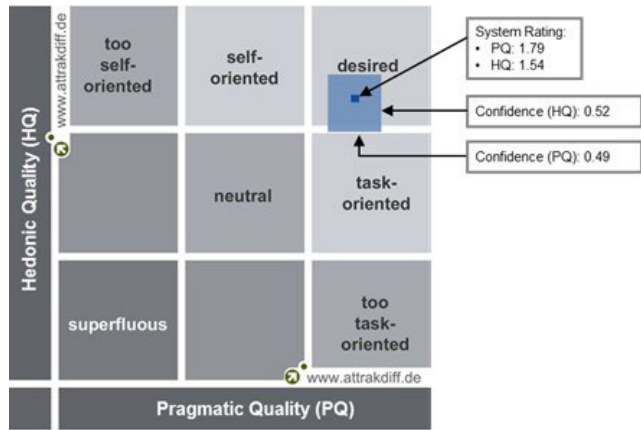 too
self-
oriented
self-
oriented
desired
System Rating:
• PQ: 1.79
• HQ: 1.54
Confidence (HQ): 0.52
Confidence (PQ): 0.49
www.attrakdiff.de
Hedonic Quality (HQ)
neutral
task-
oriented
superfluous
too
task-
oriented
www.attrakdiff.de
Pragmatic Quality (PQ)